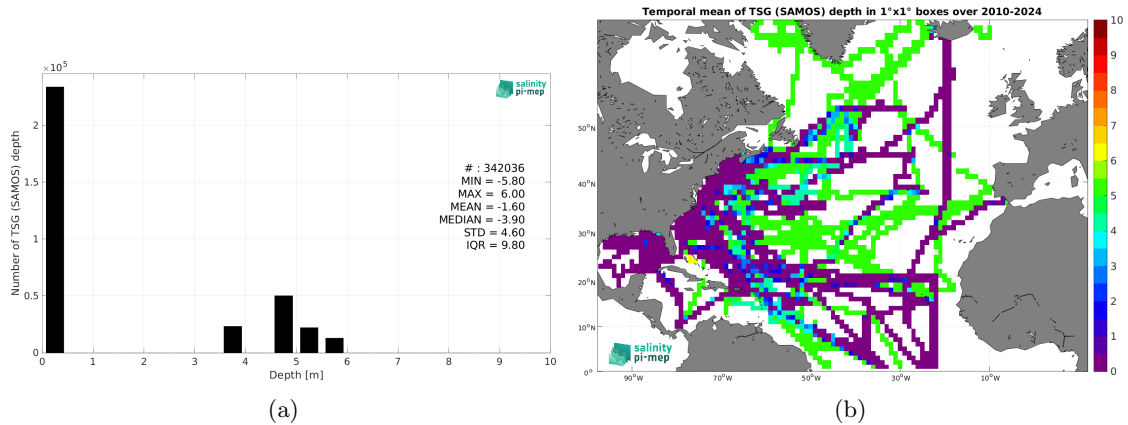 ×10⁵
2
1.5
1
0.5
0
Number of TSG (SAMOS) depth
salinity
pi-mep
# : 342036
MIN = -5.80
MAX = 6.00
MEAN = -1.60
MEDIAN = -3.90
STD = 4.60
IQR = 9.80
0 1 2 3 4 5 6 7 8 9 10
Depth [m]
(a)
Temporal mean of TSG (SAMOS) depth in 1°x1° boxes over 2010-2024
50°N
40°N
30°N
20°N
10°N
0°
90°W 70°W 50°W 30°W 10°W
salinity
pi-mep
10
9
8
7
6
5
4
3
2
1
0
(b)